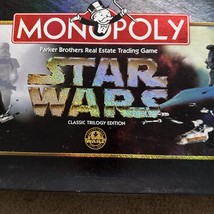 MONOPOLY
Parker Brothers Real Estate Trading Game
STAR
WARS
CLASSIC TRILOGY EDITION